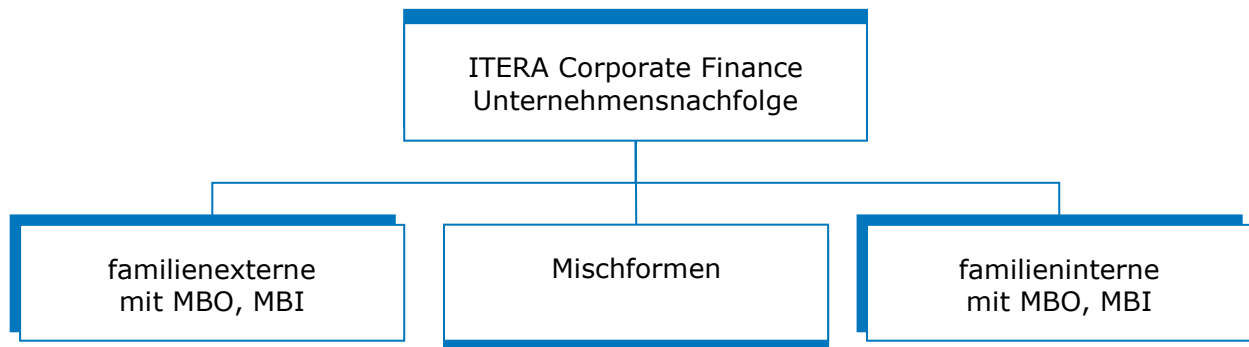 ITERA Corporate Finance
Unternehmensnachfolge
familienexterne
mit MBO, MBI
Mischformen
familieninterne
mit MBO, MBI